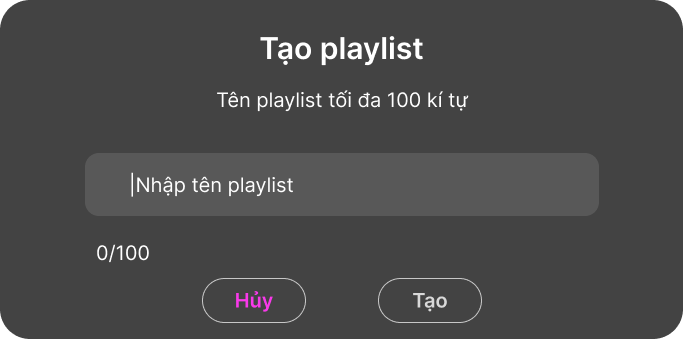 Tạo playlist
Tên playlist tối đa 100 kí tự
Nhập tên playlist
0/100
Hủy
Tạo